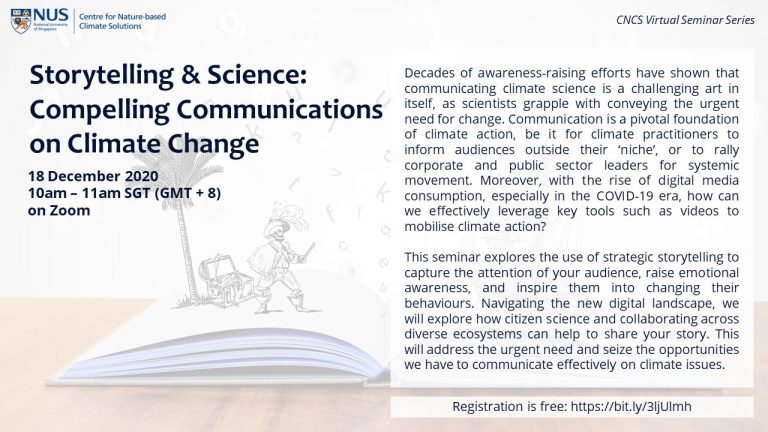 NUS
National University
of Singapore
Centre for Nature-based
Climate Solutions
CNCS Virtual Seminar Series
Storytelling & Science:
Compelling Communications
on Climate Change
18 December 2020
10am – 11am SGT (GMT + 8)
on Zoom
Decades of awareness-raising efforts have shown that
communicating climate science is a challenging art in
itself, as scientists grapple with conveying the urgent
need for change. Communication is a pivotal foundation
of climate action, be it for climate practitioners to
inform audiences outside their ‘niche’, or to rally
corporate and public sector leaders for systemic
movement. Moreover, with the rise of digital media
consumption, especially in the COVID-19 era, how can
we effectively leverage key tools such as videos to
mobilise climate action?
This seminar explores the use of strategic storytelling to
capture the attention of your audience, raise emotional
awareness, and inspire them into changing their
behaviours. Navigating the new digital landscape, we
will explore how citizen science and collaborating across
diverse ecosystems can help to share your story. This
will address the urgent need and seize the opportunities
we have to communicate effectively on climate issues.
Registration is free: https://bit.ly/3ljUlmh